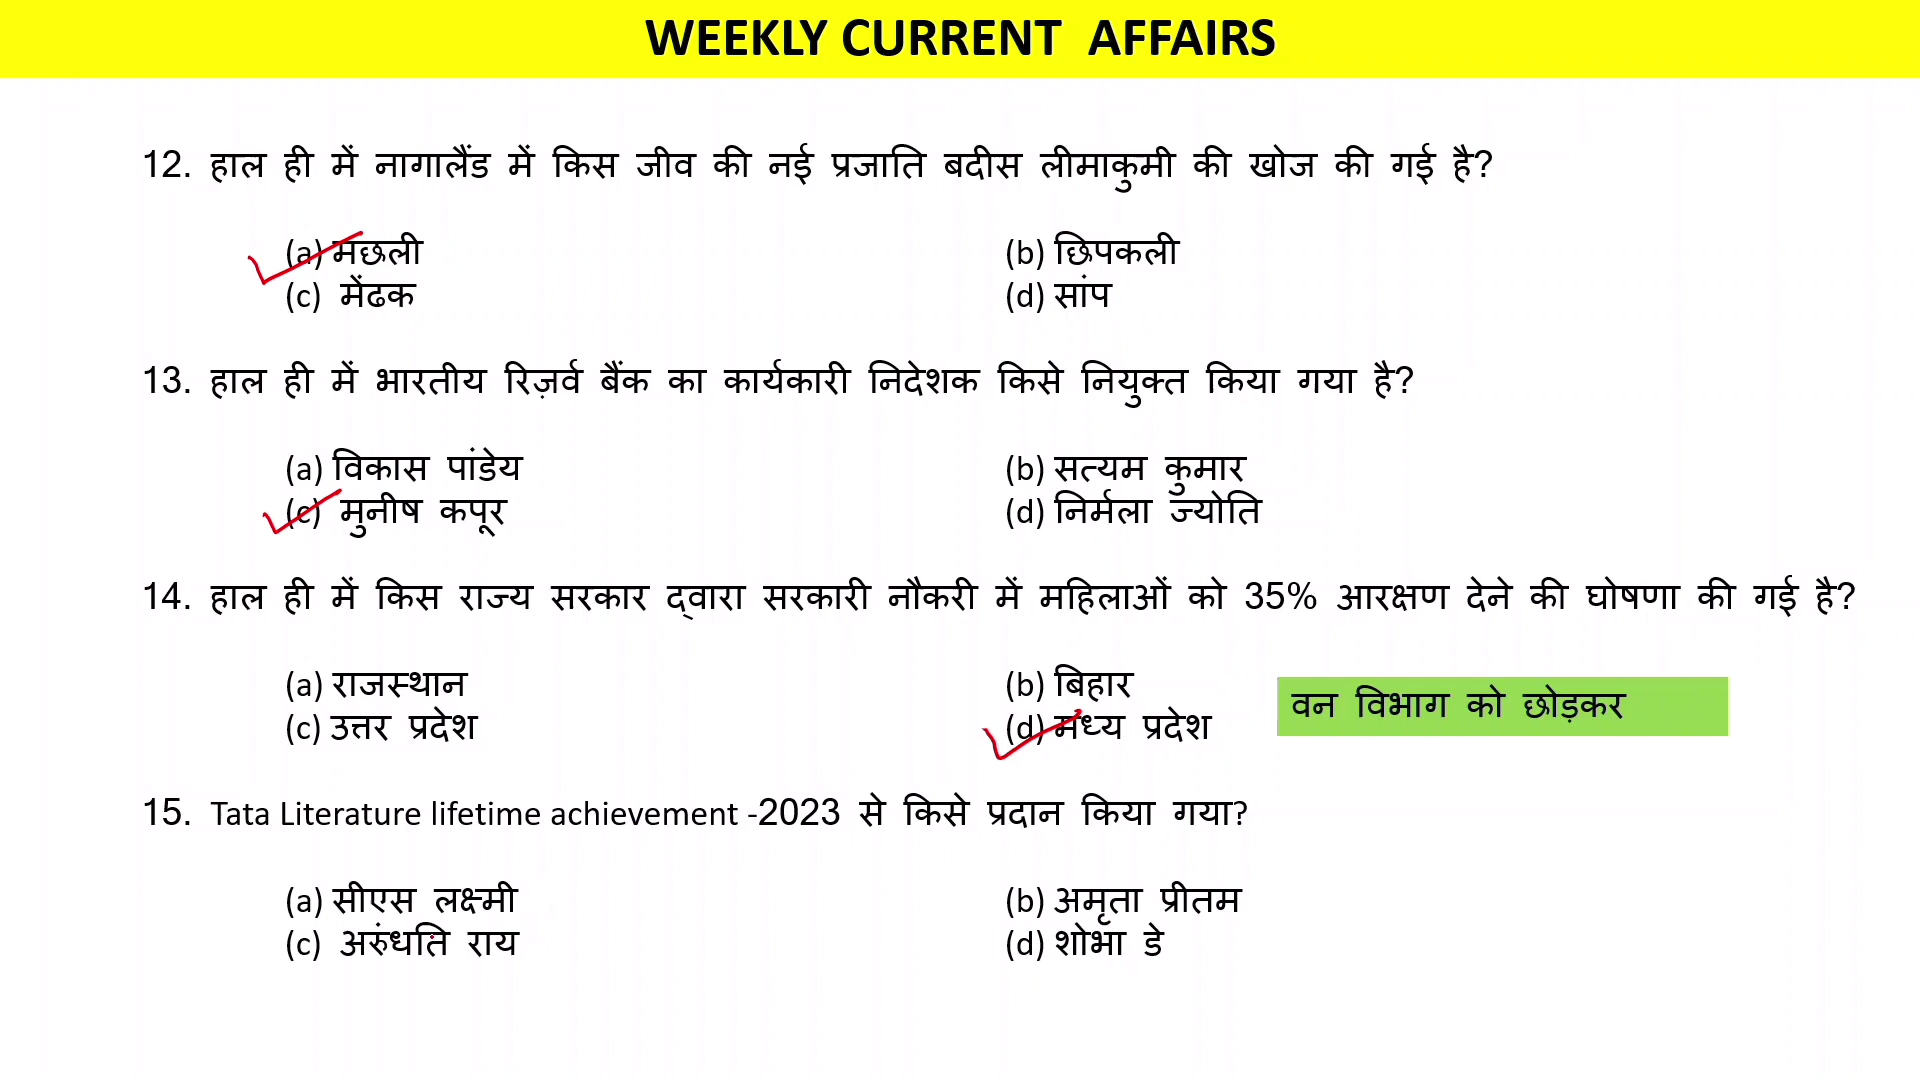 WEEKLY CURRENT AFFAIRS
12. हाल ही में नागालैंड में किस जीव की नई प्रजाति बदीस लीमाकुमी की खोज की गई है?
(a) मछली (b) छिपकली
(c) मेंढक (d) सांप
13. हाल ही में भारतीय रिज़र्व बैंक का कार्यकारी निदेशक किसे नियुक्त किया गया है?
(a) विकास पांडेय (b) सत्यम कुमार
(c) मुनीष कपूर (d) निर्मला ज्योति
14. हाल ही में किस राज्य सरकार द्वारा सरकारी नौकरी में महिलाओं को 35% आरक्षण देने की घोषणा की गई है?
(a) राजस्थान (b) बिहार
वन विभाग को छोड़कर
(c) उत्तर प्रदेश (d) मध्य प्रदेश
15. Tata Literature lifetime achievement -2023 से किसे प्रदान किया गया?
(a) सीएस लक्ष्मी (b) अमृता प्रीतम
(c) अरुंधति राय (d) शोभा डे